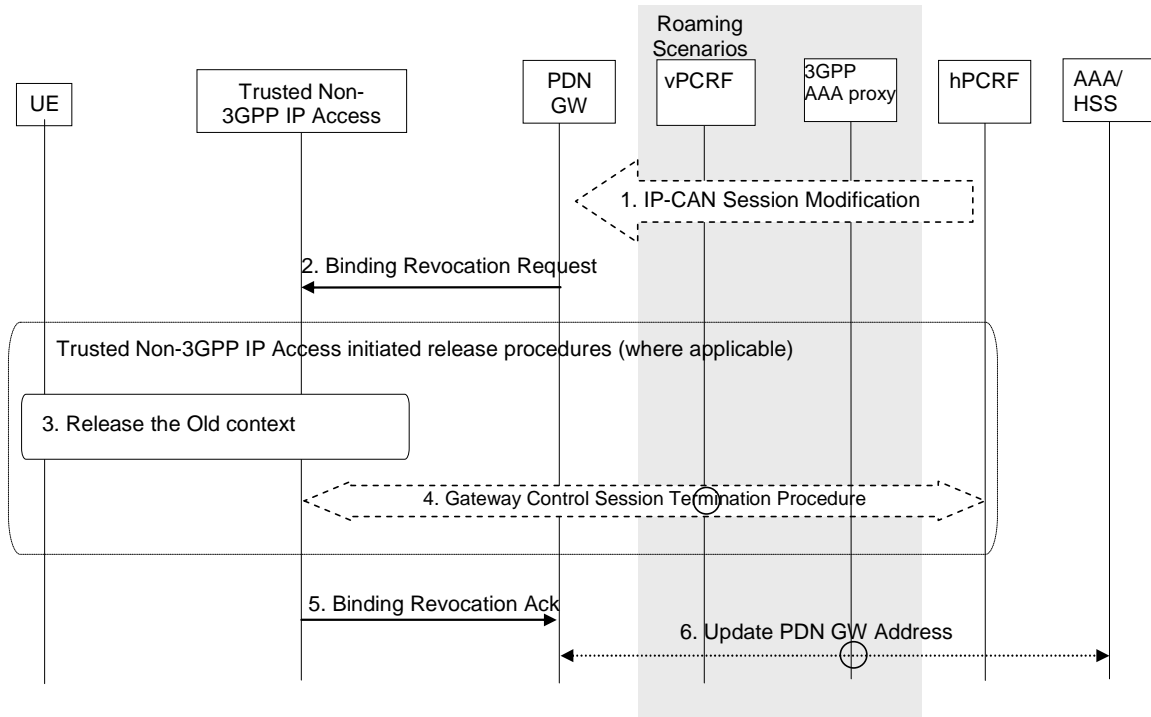 Roaming
Scenarios
UE
Trusted Non-
3GPP IP Access
PDN
GW
vPCRF
3GPP
AAA proxy
hPCRF
AAA/
HSS
1. IP-CAN Session Modification
2. Binding Revocation Request
Trusted Non-3GPP IP Access initiated release procedures (where applicable)
3. Release the Old context
4. Gateway Control Session Termination Procedure
5. Binding Revocation Ack
6. Update PDN GW Address